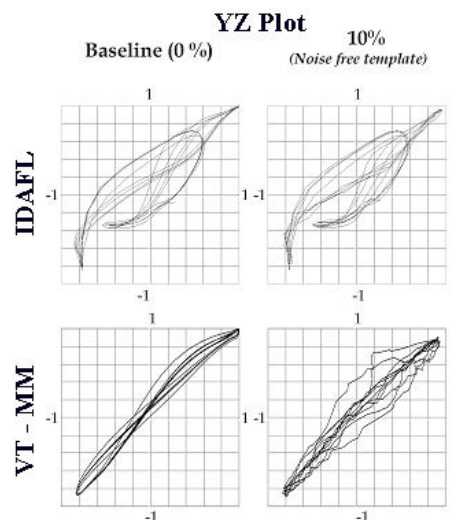 YZ Plot
Baseline (0 %)
10%
(Noise free template)
1
1
IDAFL
-1
1 -1
-1
-1
1
1
VT - MM
-1
1 -1
-1
-1